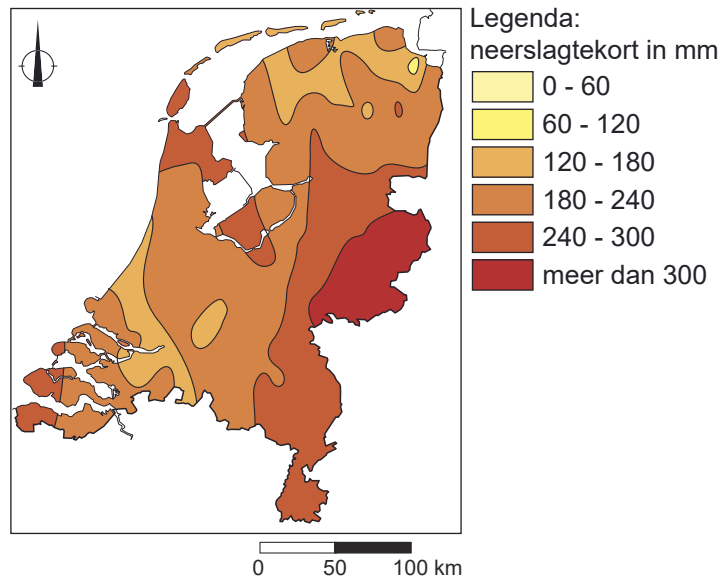 Legenda:
neerslagtekort in mm
0 - 60
60 - 120
120 - 180
180 - 240
240 - 300
meer dan 300
0 50 100 km